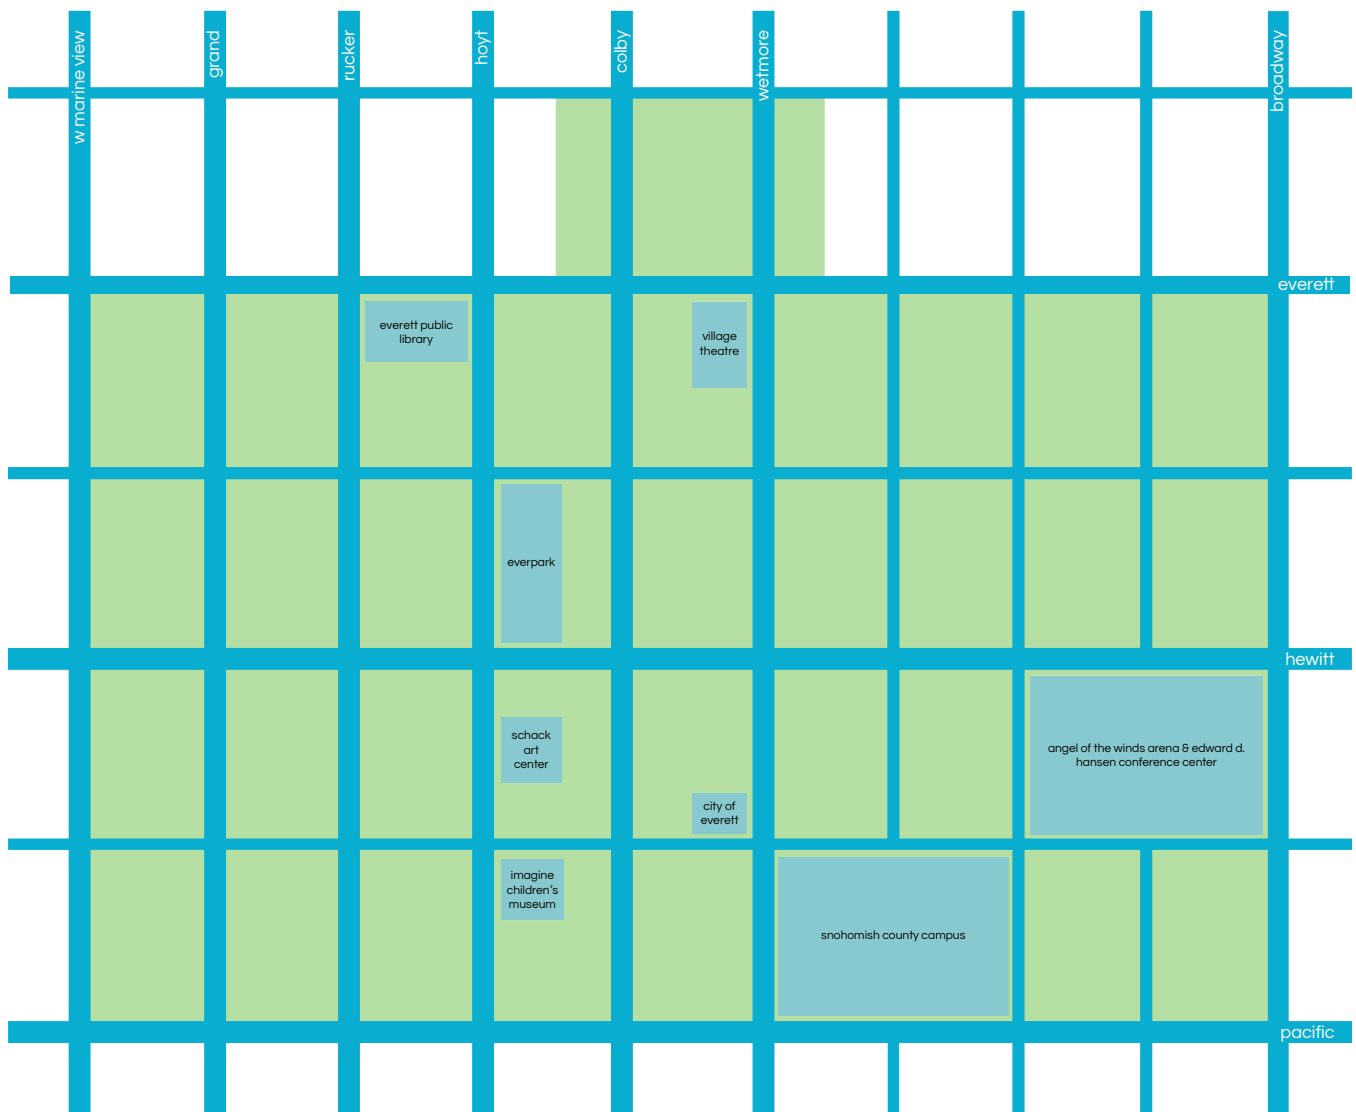 w marine view
grand
rucker
hoyt
colby
wetmore
broadway
everett
everett public
library
village
theatre
everpark
hewitt
schack
art
center
angel of the winds arena & edward d.
hansen conference center
city of
everett
imagine
children's
museum
snohomish county campus
pacific